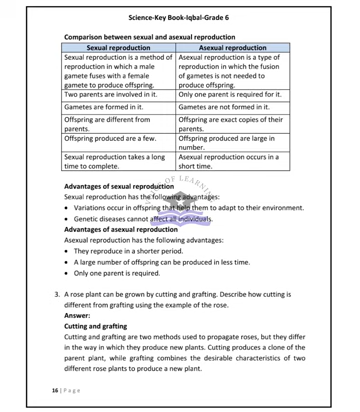 Science-Key Book-Iqbal-Grade 6
Comparison between sexual and asexual reproduction
Sexual reproduction
Asexual reproduction
Sexual reproduction is a method of
reproduction in which a male
gamete fuses with a female
gamete to produce offspring.
Asexual reproduction is a type of
reproduction in which the fusion
of gametes is not needed to
produce offspring.
Two parents are involved in it.
Only one parent is required for it.
Gametes are formed in it.
Gametes are not formed in it.
Offspring are different from
parents.
Offspring are exact copies of their
parents.
Offspring produced are a few.
Offspring produced are large in
number.
Sexual reproduction takes a long
time to complete.
Asexual reproduction occurs in a
short time.
Advantages of sexual reproduction
Sexual reproduction has the following advantages:
• Variations occur in offspring that help them to adapt to their environment.
• Genetic diseases cannot affect all individuals.
Advantages of asexual reproduction
Asexual reproduction has the following advantages:
• They reproduce in a shorter period.
• A large number of offspring can be produced in less time.
• Only one parent is required.
3. A rose plant can be grown by cutting and grafting. Describe how cutting is
different from grafting using the example of the rose.
Answer:
Cutting and grafting
Cutting and grafting are two methods used to propagate roses, but they differ
in the way in which they produce new plants. Cutting produces a clone of the
parent plant, while grafting combines the desirable characteristics of two
different rose plants to produce a new plant.
16 | Page